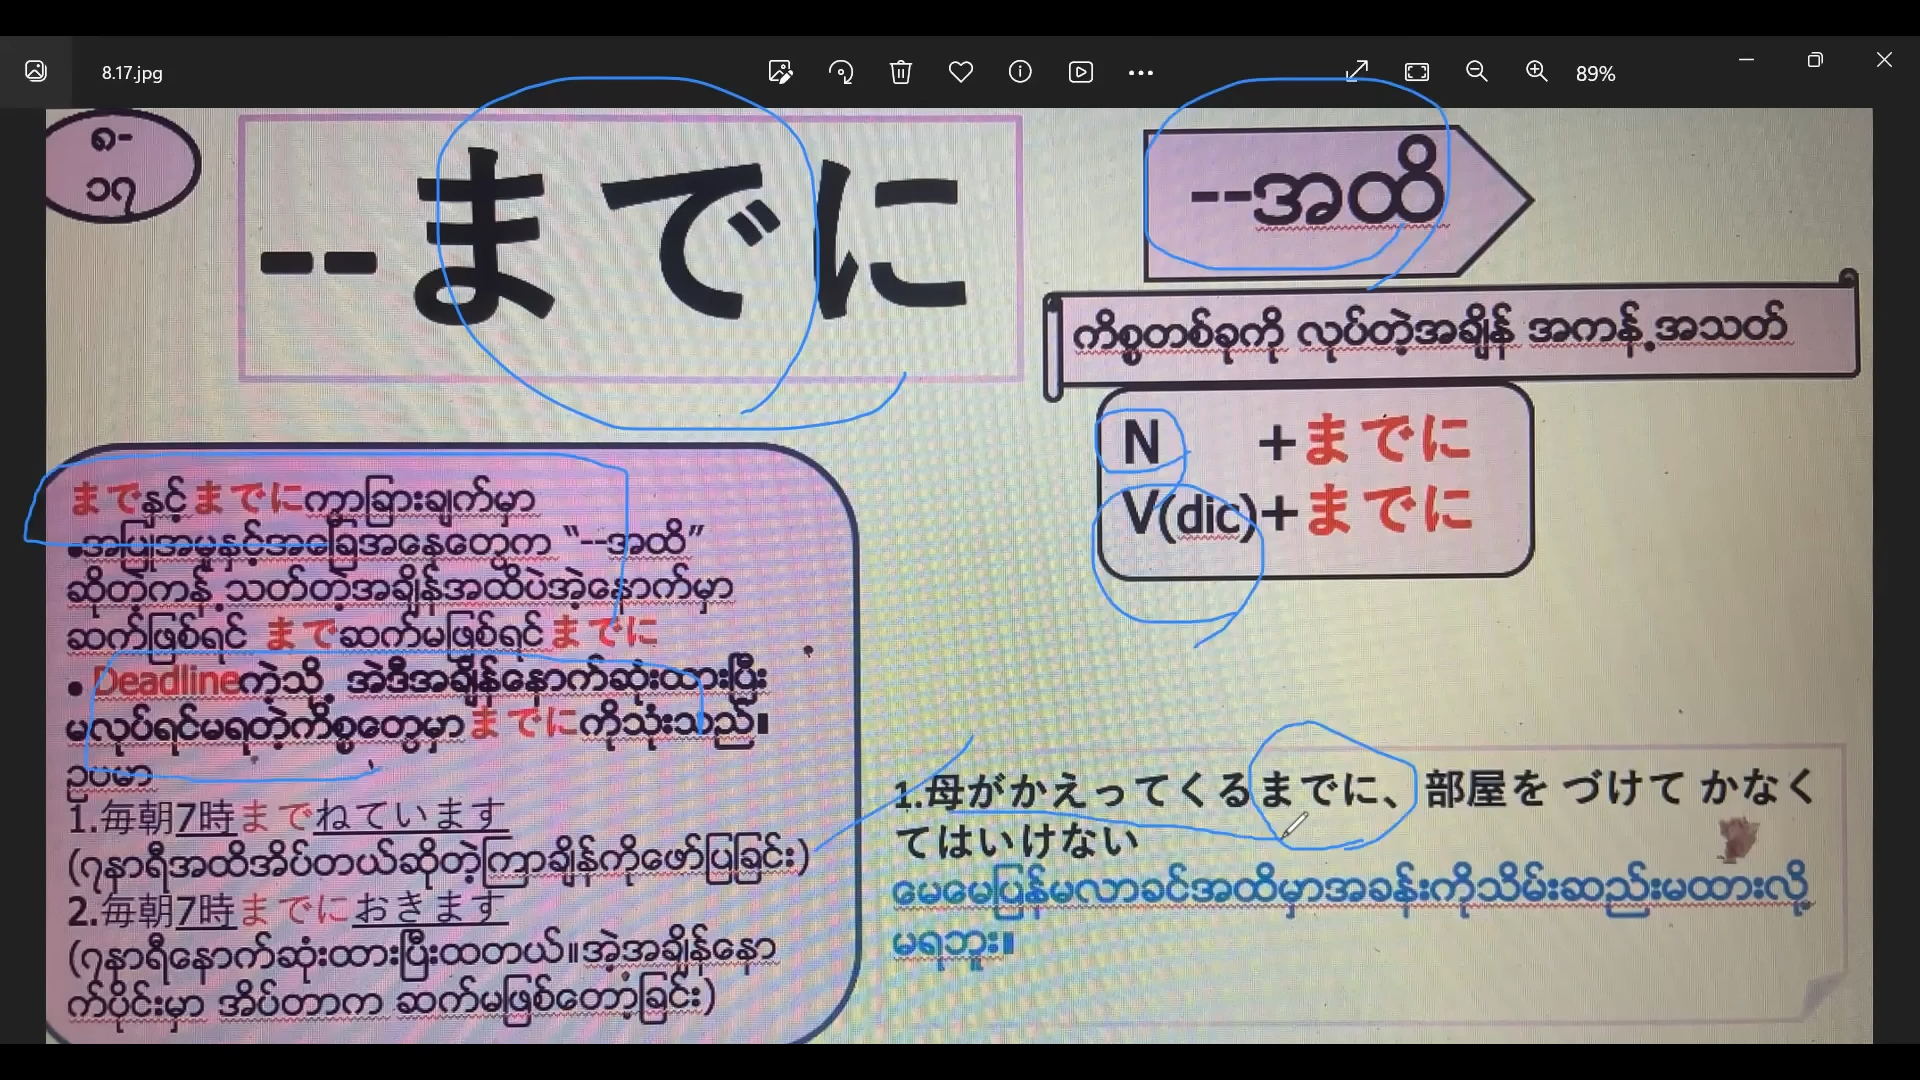 8.17.jpg
89%
၈-
၁၇
--までに
--အထိ
ကိစ္စတစ်ခုကို လုပ်တဲ့အချိန် အကန့်အသတ်
N +までに
V(dic)+までに
までနှင့်までにကွာခြားချက်မှာ
•အပြုအမူနှင့်အခြေအနေတွေက “--အထိ”
ဆိုတဲ့ကန့်သတ်တဲ့အချိန်အထိပဲအဲ့နောက်မှာ
ဆက်ဖြစ်ရင် までဆက်မဖြစ်ရင်までに
• Deadlineကဲ့သို့ အဲဒီအချိန်နောက်ဆုံးထားပြီး
မလုပ်ရင်မရတဲ့ကိစ္စတွေမှာまでにကိုသုံးသည်။
ဥပမာ
1.毎朝7時までねています
(၇နာရီအထိအိပ်တယ်ဆိုတဲ့ကြာချိန်ကိုဖော်ပြခြင်း)
2.毎朝7時までにおきます
(၇နာရီနောက်ဆုံးထားပြီးထတယ်။အဲ့အချိန်နော
က်ပိုင်းမှာ အိပ်တာက ဆက်မဖြစ်တော့ခြင်း)
1.母がかえってくるまでに、部屋を づけて かなく
てはいけない
မေမေပြန်မလာခင်အထိမှာအခန်းကိုသိမ်းဆည်းမထားလို့
မရဘူး။